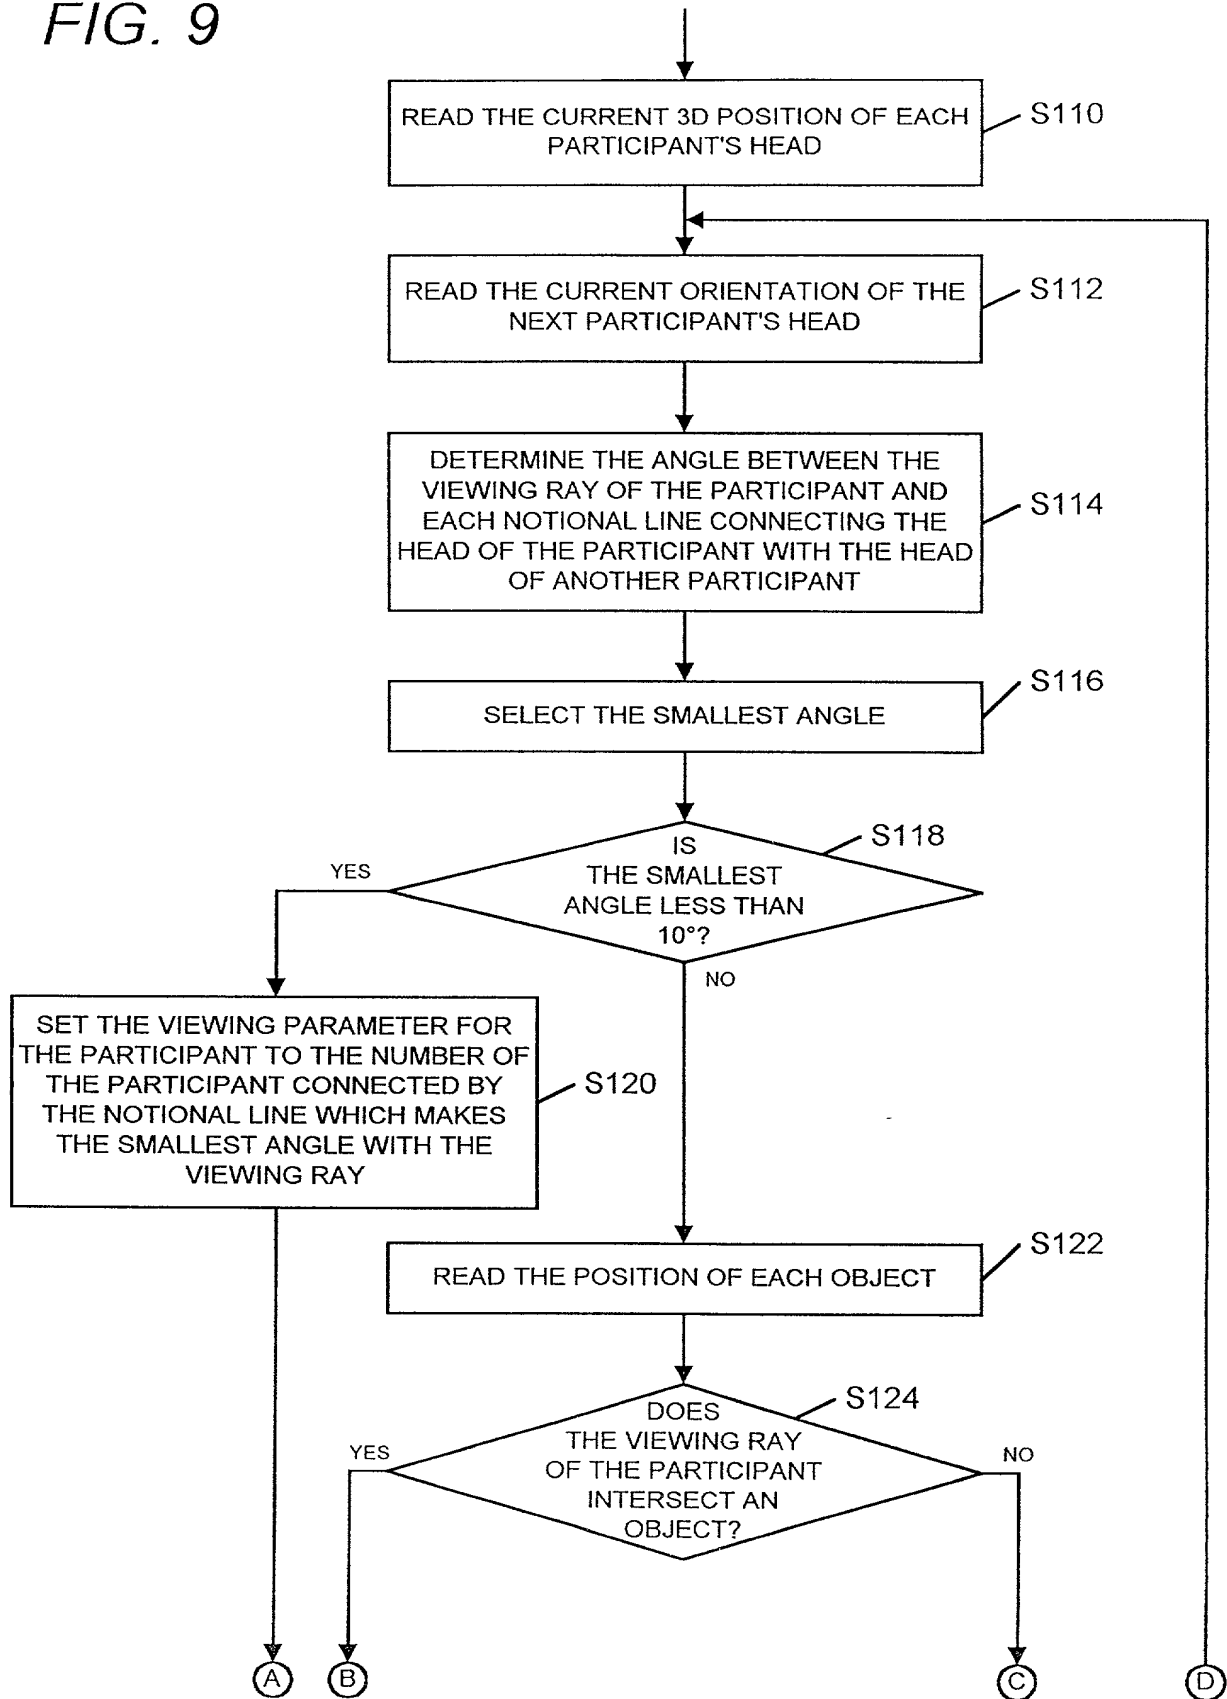 FIG. 9
READ THE CURRENT 3D POSITION OF EACH
PARTICIPANT'S HEAD
S110
READ THE CURRENT ORIENTATION OF THE
NEXT PARTICIPANT'S HEAD
S112
DETERMINE THE ANGLE BETWEEN THE
VIEWING RAY OF THE PARTICIPANT AND
EACH NOTIONAL LINE CONNECTING THE
HEAD OF THE PARTICIPANT WITH THE HEAD
OF ANOTHER PARTICIPANT
S114
SELECT THE SMALLEST ANGLE
S116
IS
THE SMALLEST
ANGLE LESS THAN
10°?
S118
YES
NO
SET THE VIEWING PARAMETER FOR
THE PARTICIPANT TO THE NUMBER OF
THE PARTICIPANT CONNECTED BY
THE NOTIONAL LINE WHICH MAKES
THE SMALLEST ANGLE WITH THE
VIEWING RAY
S120
READ THE POSITION OF EACH OBJECT
S122
DOES
THE VIEWING RAY
OF THE PARTICIPANT
INTERSECT AN
OBJECT?
S124
YES
NO
A
B
C
D